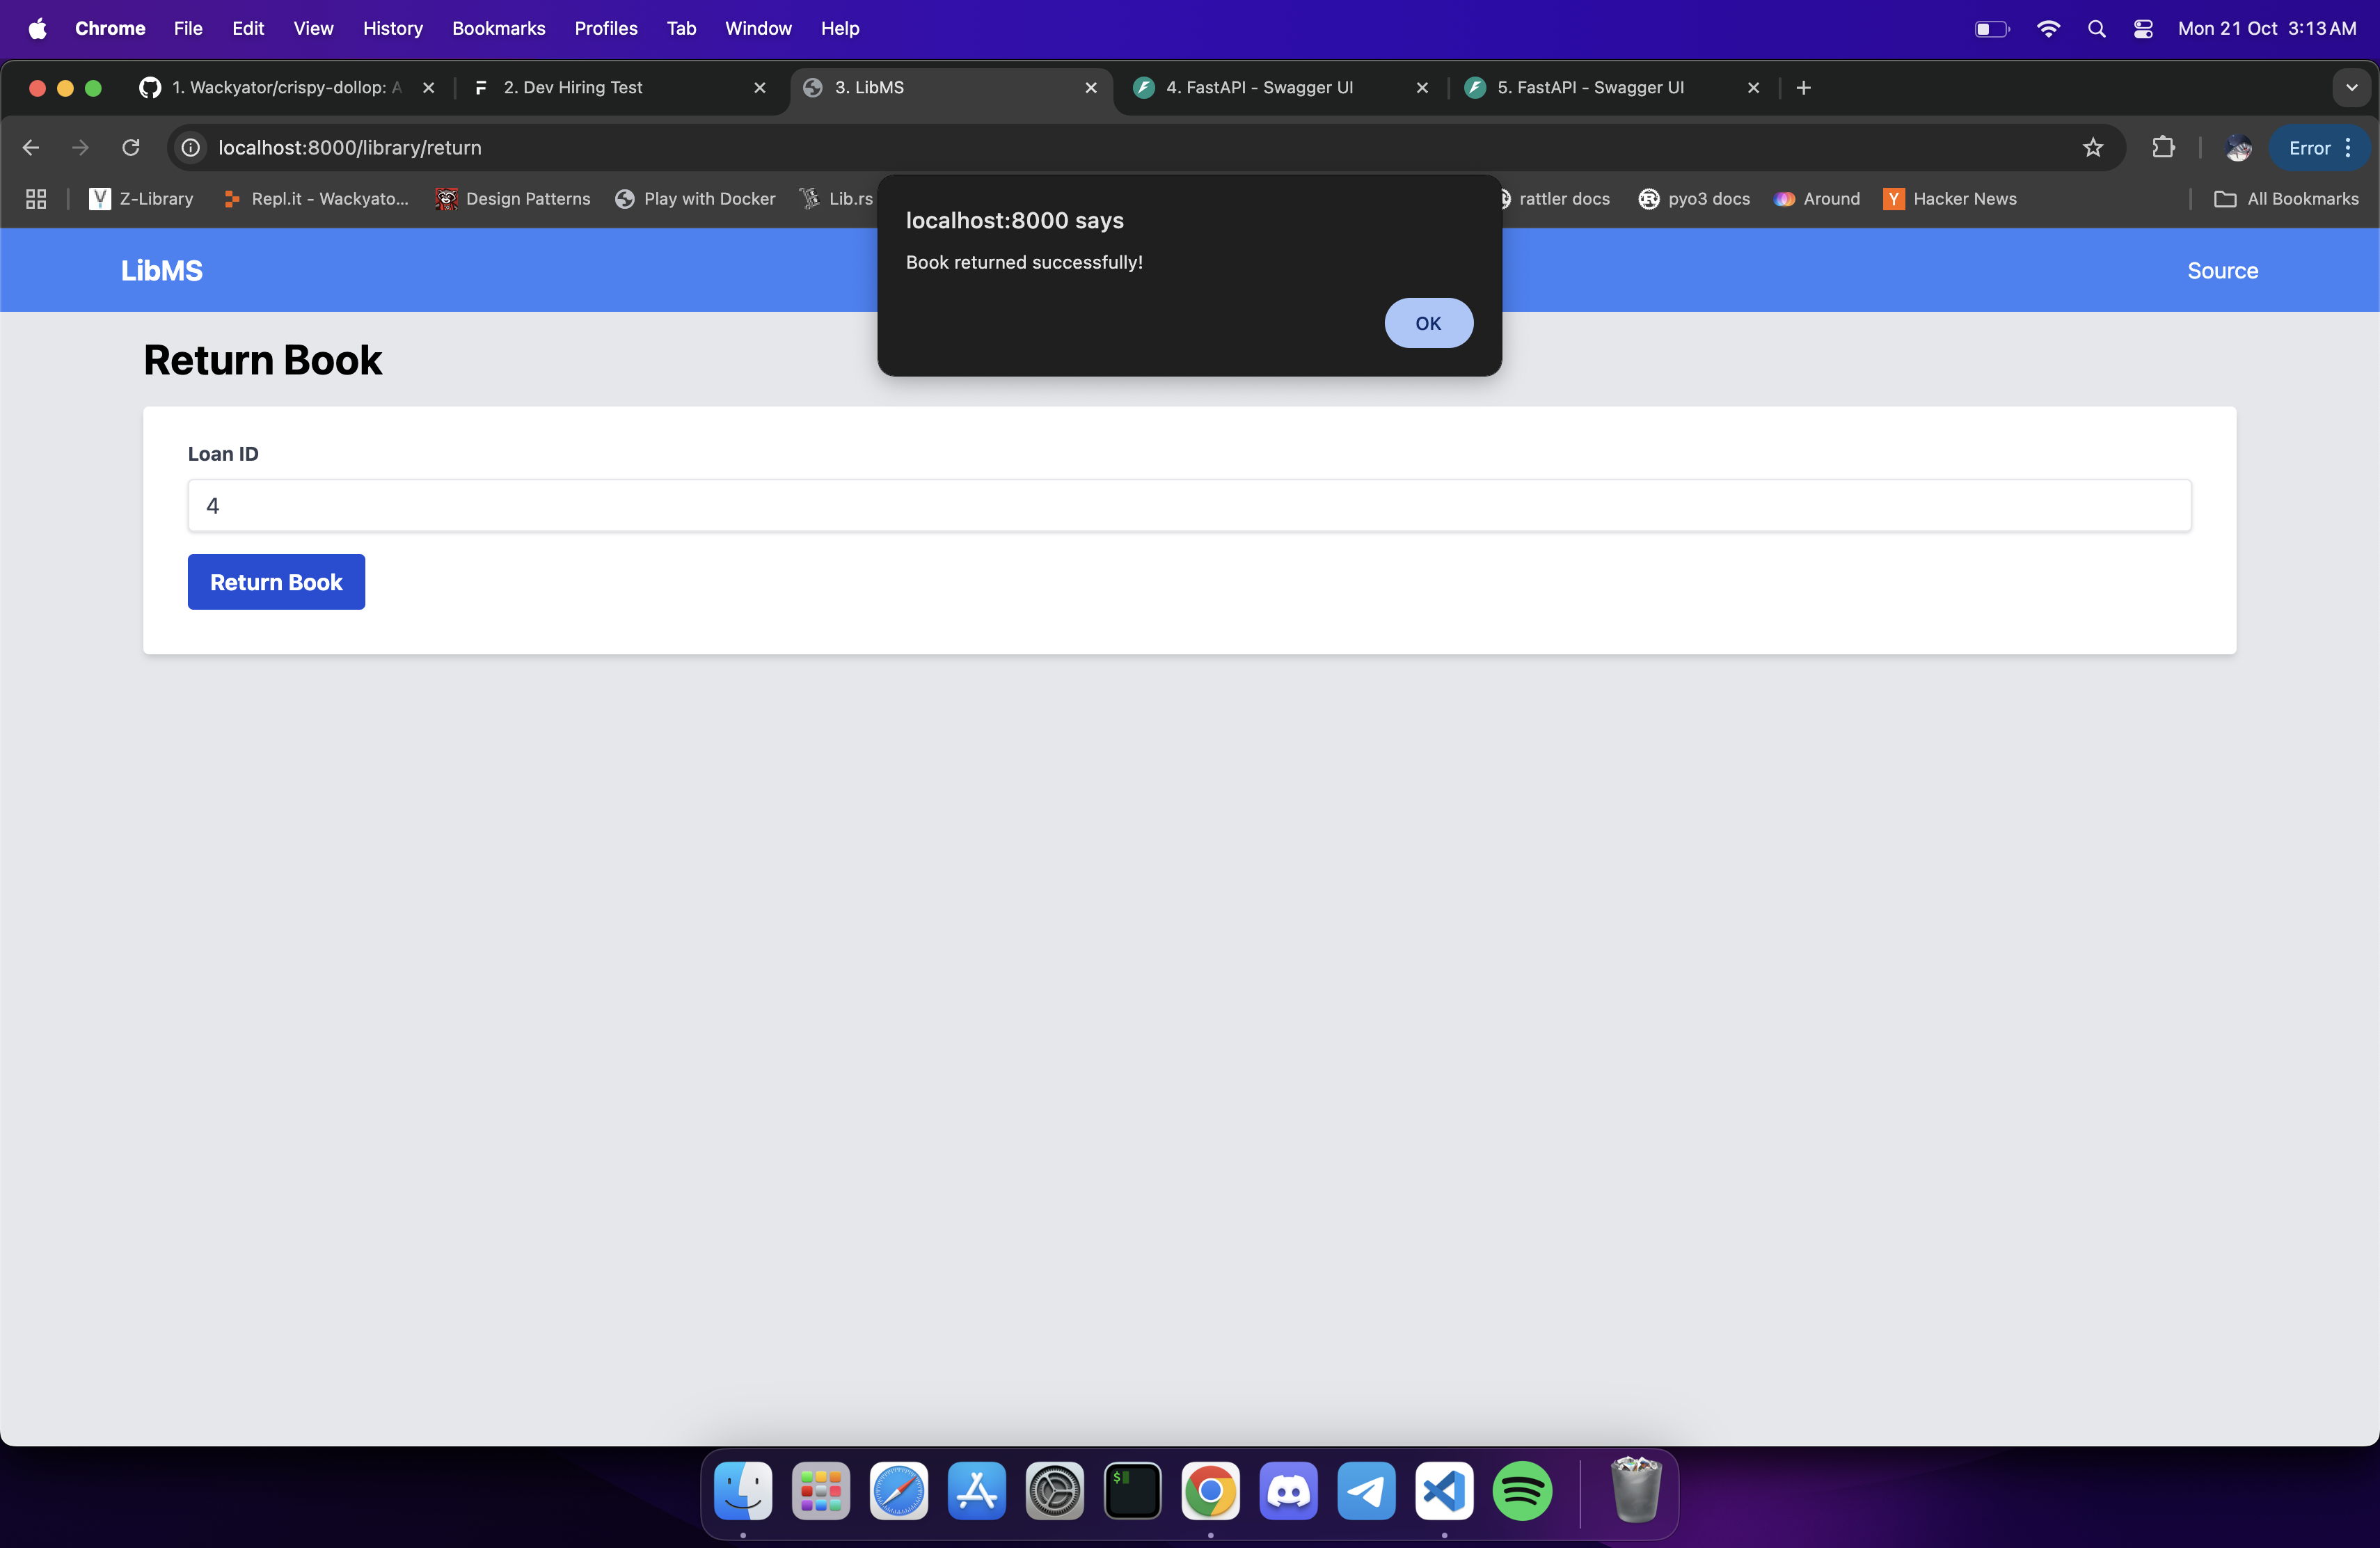 Chrome File Edit View History Bookmarks Profiles Tab Window Help Mon 21 Oct 3:13 AM
1. Wackyator/crispy-dollop: A 2. Dev Hiring Test 3. LibMS 4. FastAPI - Swagger UI 5. FastAPI - Swagger UI
localhost:8000/library/return Error
Z-Library Repl.it - Wackyato... Design Patterns Play with Docker Lib.rs rattler docs pyo3 docs Around Hacker News All Bookmarks
localhost:8000 says
Book returned successfully!
OK
LibMS Source
Return Book
Loan ID
4
Return Book